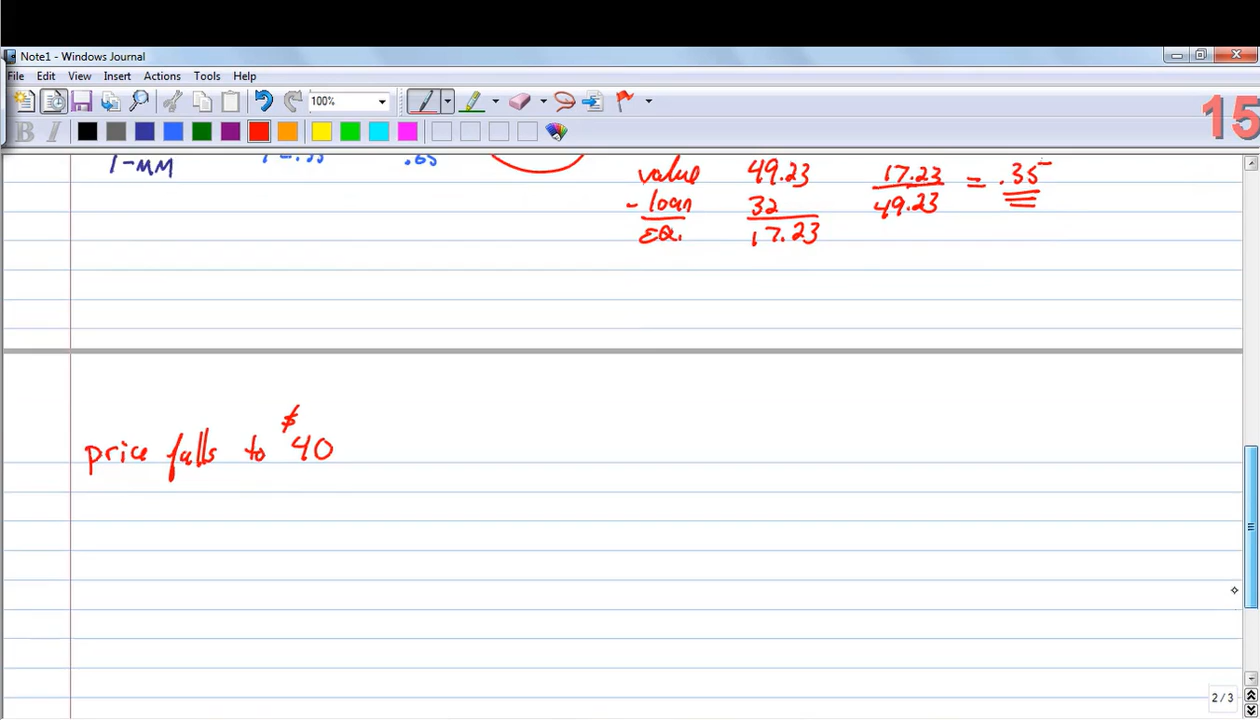 Note1 - Windows Journal
File Edit View Insert Actions Tools Help
100%
B I
15
1-MM
.65
value 49.23 17.23 = .35
- loan 32 49.23
EQ. 17.23
price falls to $40
2 / 3